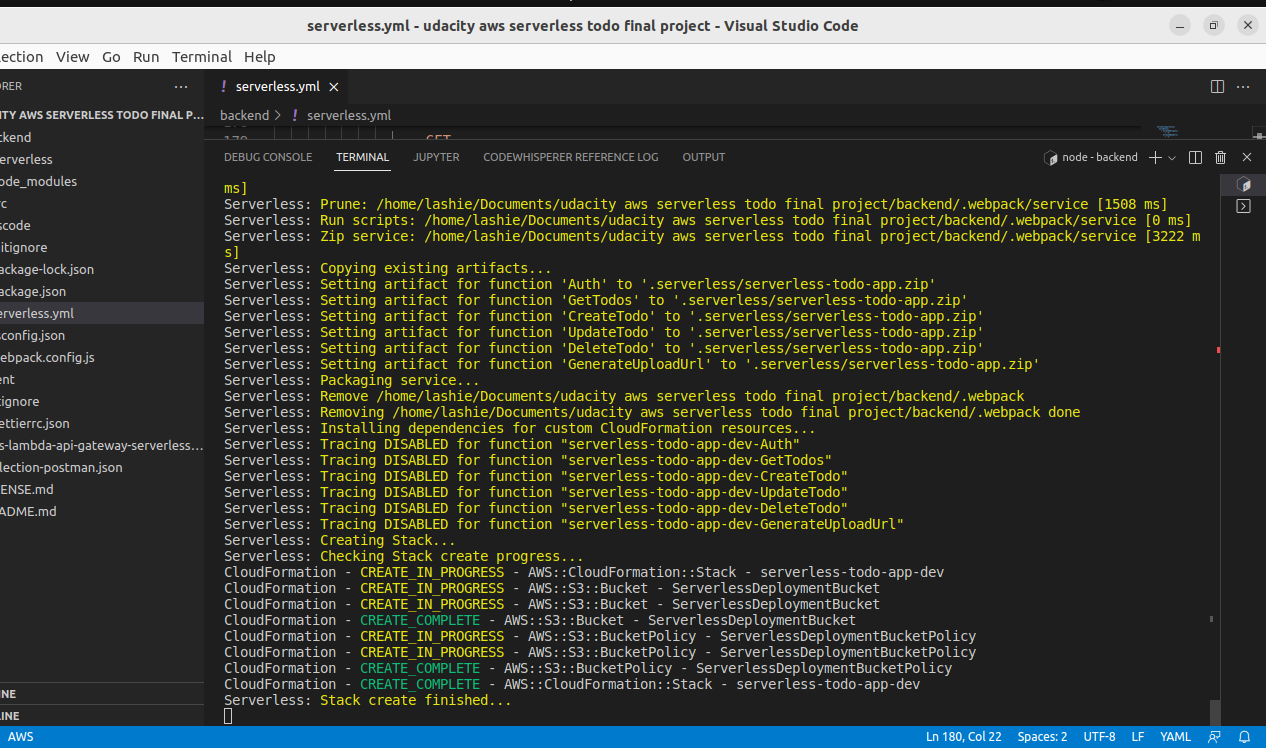 serverless.yml - udacity aws serverless todo final project - Visual Studio Code
ection View Go Run Terminal Help
RER
serverless.yml
ITY AWS SERVERLESS TODO FINAL P...
backend > serverless.yml
kend
erverless
ode_modules
rc
scode
itignore
ackage-lock.json
ackage.json
erverless.yml
sconfig.json
ebpack.config.js
ent
tignore
ettierrc.json
s-lambda-api-gateway-serverless...
llection-postman.json
ENSE.md
ADME.md
NE
LINE
DEBUG CONSOLE TERMINAL JUPYTER CODEWHISPERER REFERENCE LOG OUTPUT node - backend
ms]
Serverless: Prune: /home/lashie/Documents/udacity aws serverless todo final project/backend/.webpack/service [1508 ms]
Serverless: Run scripts: /home/lashie/Documents/udacity aws serverless todo final project/backend/.webpack/service [0 ms]
Serverless: Zip service: /home/lashie/Documents/udacity aws serverless todo final project/backend/.webpack/service [3222 m
s]
Serverless: Copying existing artifacts...
Serverless: Setting artifact for function 'Auth' to '.serverless/serverless-todo-app.zip'
Serverless: Setting artifact for function 'GetTodos' to '.serverless/serverless-todo-app.zip'
Serverless: Setting artifact for function 'CreateTodo' to '.serverless/serverless-todo-app.zip'
Serverless: Setting artifact for function 'UpdateTodo' to '.serverless/serverless-todo-app.zip'
Serverless: Setting artifact for function 'DeleteTodo' to '.serverless/serverless-todo-app.zip'
Serverless: Setting artifact for function 'GenerateUploadUrl' to '.serverless/serverless-todo-app.zip'
Serverless: Packaging service...
Serverless: Remove /home/lashie/Documents/udacity aws serverless todo final project/backend/.webpack
Serverless: Removing /home/lashie/Documents/udacity aws serverless todo final project/backend/.webpack done
Serverless: Installing dependencies for custom CloudFormation resources...
Serverless: Tracing DISABLED for function "serverless-todo-app-dev-Auth"
Serverless: Tracing DISABLED for function "serverless-todo-app-dev-GetTodos"
Serverless: Tracing DISABLED for function "serverless-todo-app-dev-CreateTodo"
Serverless: Tracing DISABLED for function "serverless-todo-app-dev-UpdateTodo"
Serverless: Tracing DISABLED for function "serverless-todo-app-dev-DeleteTodo"
Serverless: Tracing DISABLED for function "serverless-todo-app-dev-GenerateUploadUrl"
Serverless: Creating Stack...
Serverless: Checking Stack create progress...
CloudFormation - CREATE_IN_PROGRESS - AWS::CloudFormation::Stack - serverless-todo-app-dev
CloudFormation - CREATE_IN_PROGRESS - AWS::S3::Bucket - ServerlessDeploymentBucket
CloudFormation - CREATE_IN_PROGRESS - AWS::S3::Bucket - ServerlessDeploymentBucket
CloudFormation - CREATE_COMPLETE - AWS::S3::Bucket - ServerlessDeploymentBucket
CloudFormation - CREATE_IN_PROGRESS - AWS::S3::BucketPolicy - ServerlessDeploymentBucketPolicy
CloudFormation - CREATE_IN_PROGRESS - AWS::S3::BucketPolicy - ServerlessDeploymentBucketPolicy
CloudFormation - CREATE_COMPLETE - AWS::S3::BucketPolicy - ServerlessDeploymentBucketPolicy
CloudFormation - CREATE_COMPLETE - AWS::CloudFormation::Stack - serverless-todo-app-dev
Serverless: Stack create finished...
AWS Ln 180, Col 22 Spaces: 2 UTF-8 LF YAML